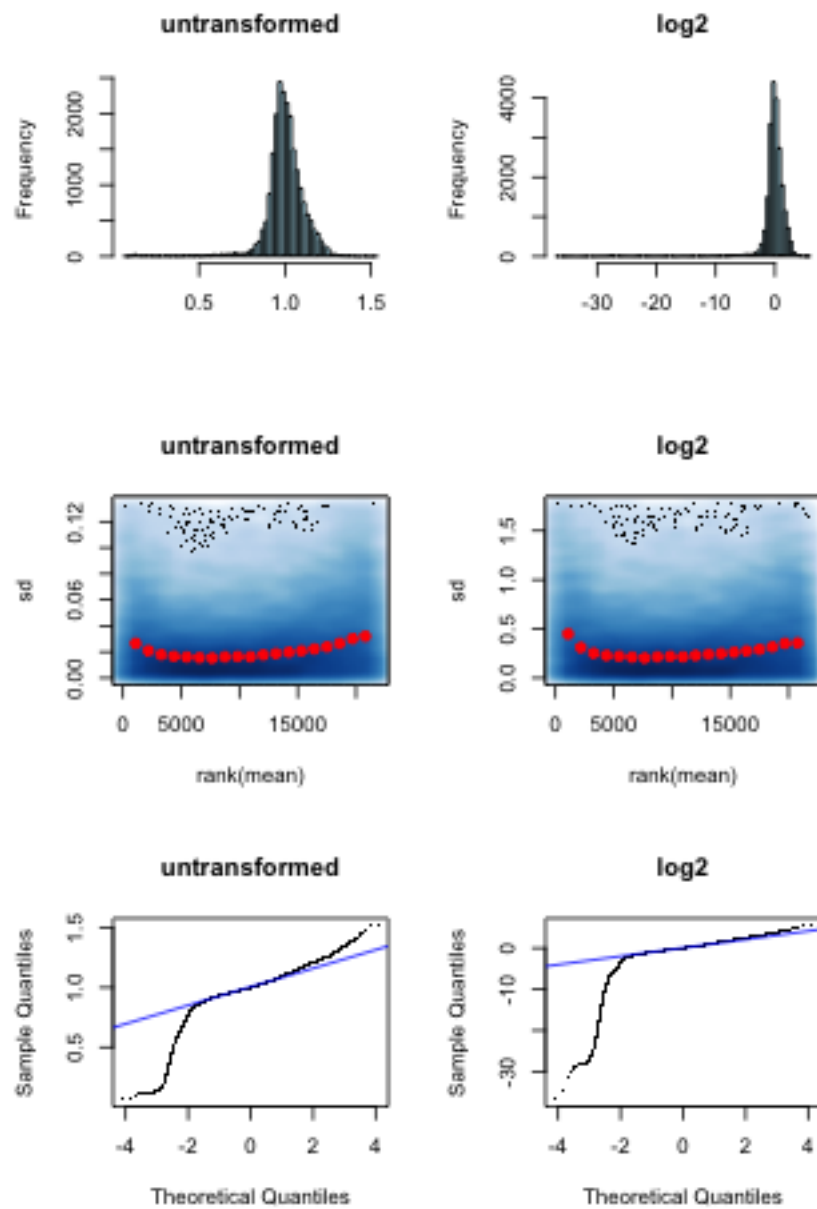 untransformed
log2
Frequency
0 1000 2000
0.5 1.0 1.5
Frequency
0 2000 4000
-30 -20 -10 0
untransformed
log2
sd
0.00 0.06 0.12
0 5000 15000
rank(mean)
sd
0.0 0.5 1.0 1.5
0 5000 15000
rank(mean)
untransformed
log2
Sample Quantiles
0.5 1.0 1.5
-4 -2 0 2 4
Theoretical Quantiles
Sample Quantiles
-30 -10 0
-4 -2 0 2 4
Theoretical Quantiles